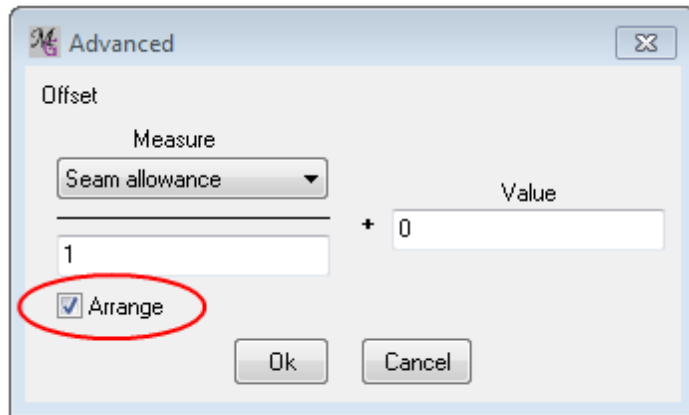 Advanced
Offset
Measure
Seam allowance
Value
+
0
1
Arrange
Ok
Cancel